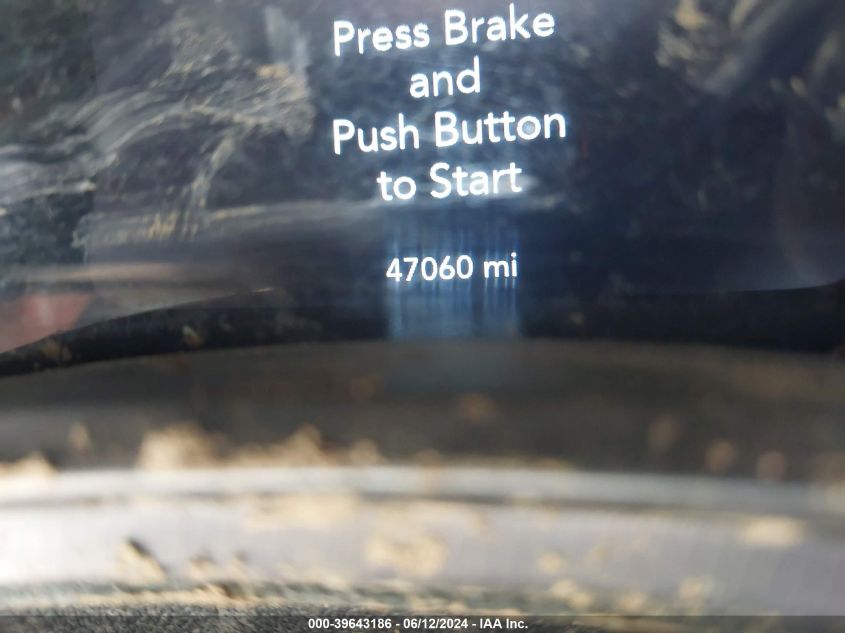 Press Brake
and
Push Button
to Start
47060 mi
000-39643186 - 06/12/2024 - IAA Inc.